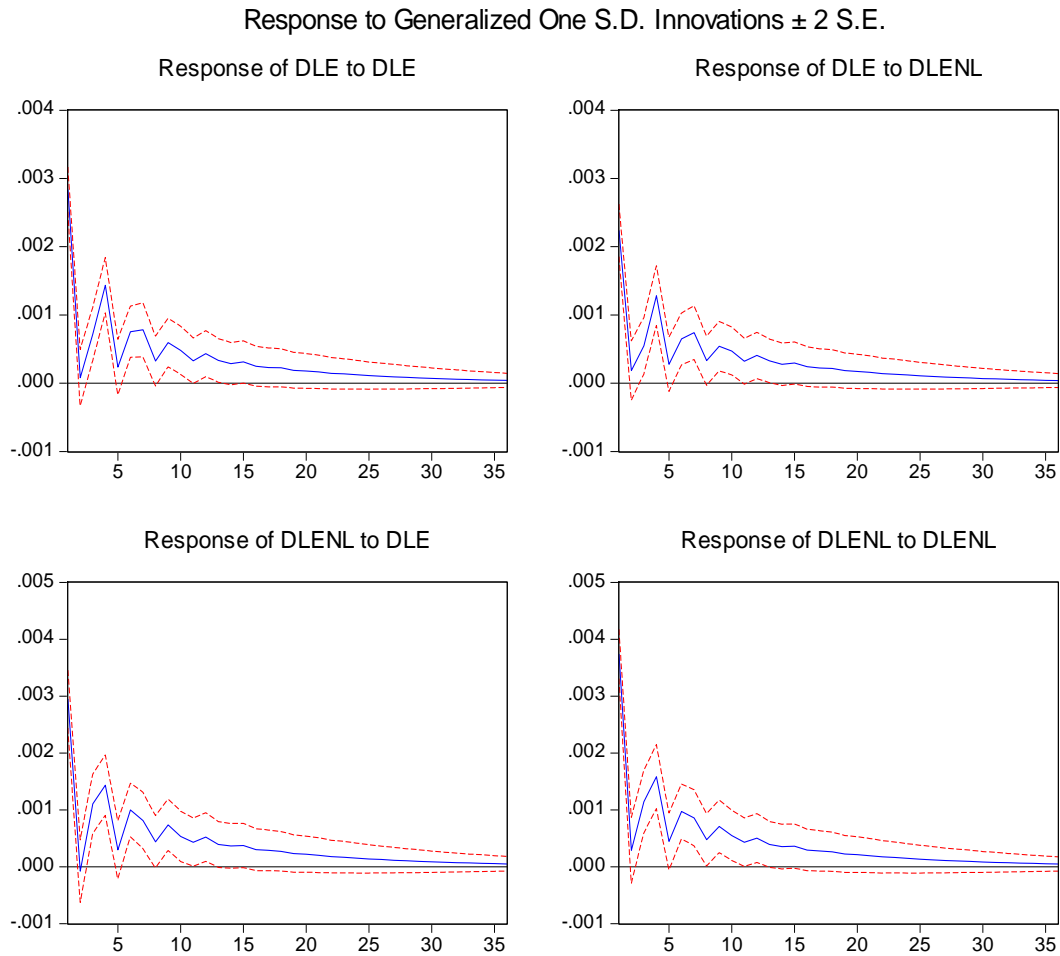 Response to Generalized One S.D. Innovations ± 2 S.E.
Response of DLE to DLE
.004
.003
.002
.001
.000
-.001
5 10 15 20 25 30 35
Response of DLE to DLENL
.004
.003
.002
.001
.000
-.001
5 10 15 20 25 30 35
Response of DLENL to DLE
.005
.004
.003
.002
.001
.000
-.001
5 10 15 20 25 30 35
Response of DLENL to DLENL
.005
.004
.003
.002
.001
.000
-.001
5 10 15 20 25 30 35